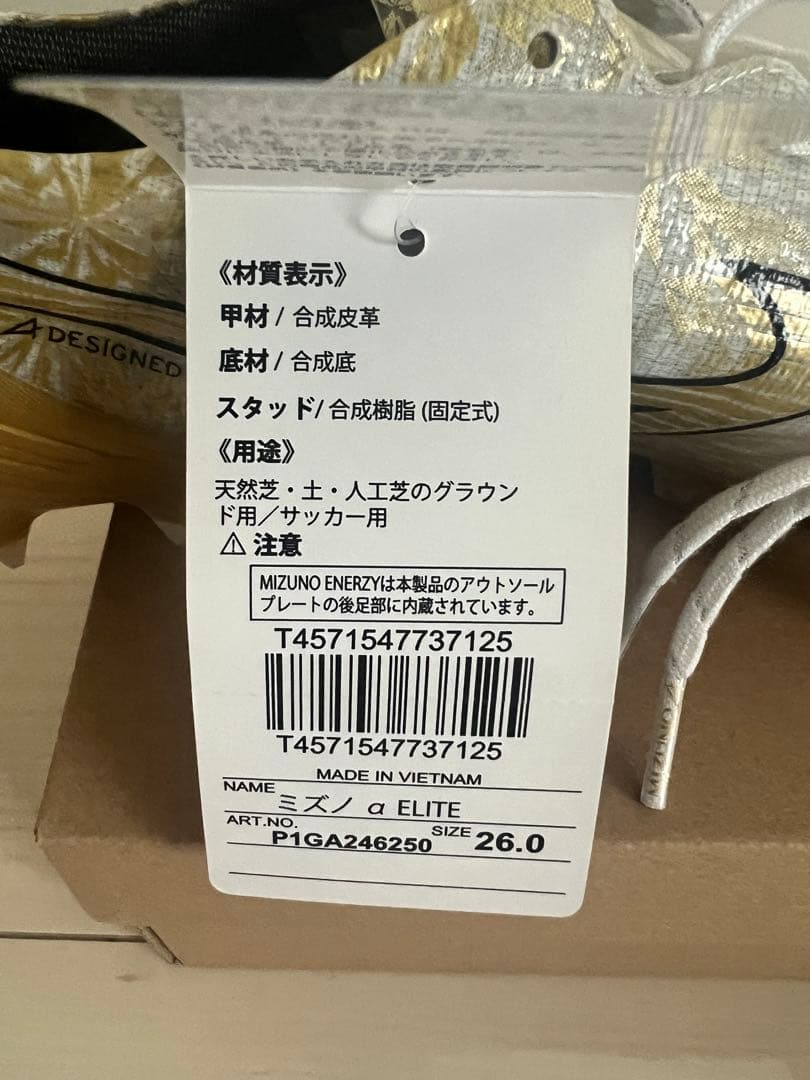 《材質表示》
甲材 / 合成皮革
底材 / 合成底
スタッド/ 合成樹脂 (固定式)
《用途》
天然芝・土・人工芝のグラウン
ド用／サッカー用
⚠ 注意
MIZUNO ENERZYは本製品のアウトソール
プレートの後足部に内蔵されています。
T4571547737125
T4571547737125
MADE IN VIETNAM
NAME ミズノ α ELITE
ART.NO. P1GA246250 SIZE 26.0
DESIGNED
MIZUNO